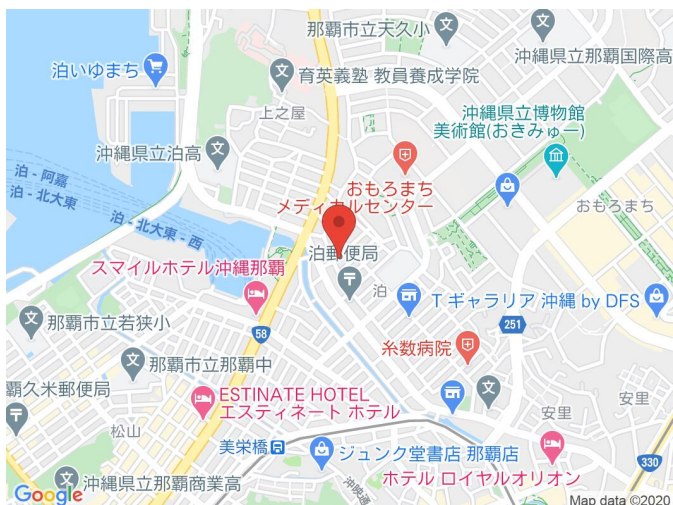 那覇市立天久小
沖縄県立那覇国際高
泊いゆまち
育英義塾 教員養成学院
上之屋
沖縄県立博物館
美術館(おきみゅー)
沖縄県立泊高
泊 - 阿嘉
泊 - 北大東
泊 - 北大東 - 西
おもろまち
メディカルセンター
おもろまち
泊郵便局
スマイルホテル沖縄那覇
泊
T ギャラリア 沖縄 by DFS
那覇市立若狭小
58
251
糸数病院
那覇市立那覇中
覇久米郵便局
ESTINATE HOTEL
エスティネート ホテル
安里
安里
松山
美栄橋
ジュンク堂書店 那覇店
ホテル ロイヤルオリオン
330
沖縄県立那覇商業高
沖映通
Google
Map data ©2020